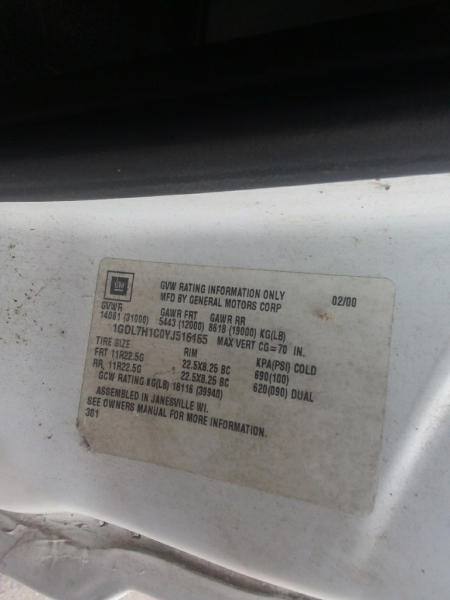 GM
GVW RATING INFORMATION ONLY
MFD BY GENERAL MOTORS CORP 02/00
GVWR GAWR FRT GAWR RR
14061 (31000) 5443 (12000) 8618 (19000) KG(LB)
1GDL7H1C0YJ516165 MAX VERT CG=70 IN.
TIRE SIZE RIM KPA(PSI) COLD
FRT 11R22.5G 22.5X8.25 BC 690(100)
RR, 11R22.5G 22.5X8.25 BC 620(090) DUAL
GCW RATING KG(LB) 18116 (39940)
ASSEMBLED IN JANESVILLE WI.
SEE OWNERS MANUAL FOR MORE INFORMATION.
301